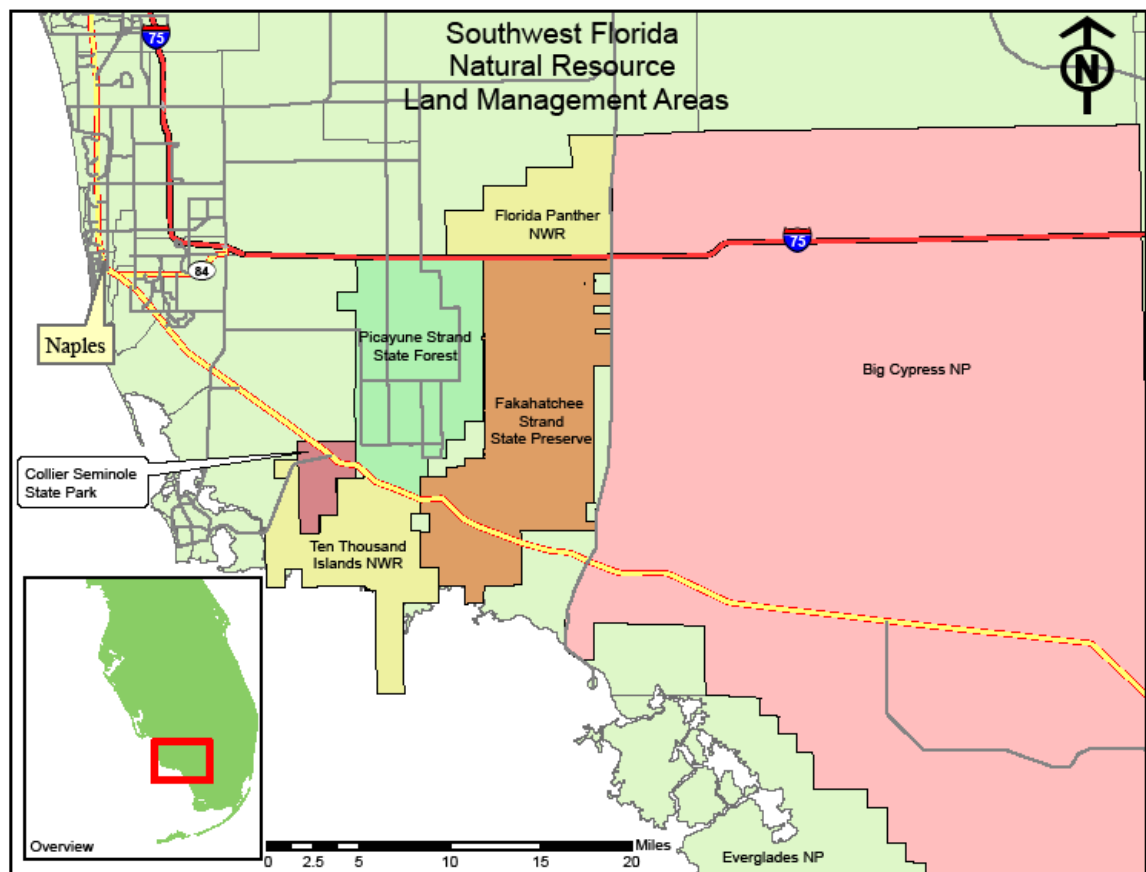 Southwest Florida
Natural Resource
Land Management Areas
N
75
Florida Panther
NWR
75
84
Naples
Picayune Strand
State Forest
Big Cypress NP
Fakahatchee
Strand
State Preserve
Collier Seminole
State Park
Ten Thousand
Islands NWR
Overview
Miles
0 2.5 5 10 15 20
Everglades NP